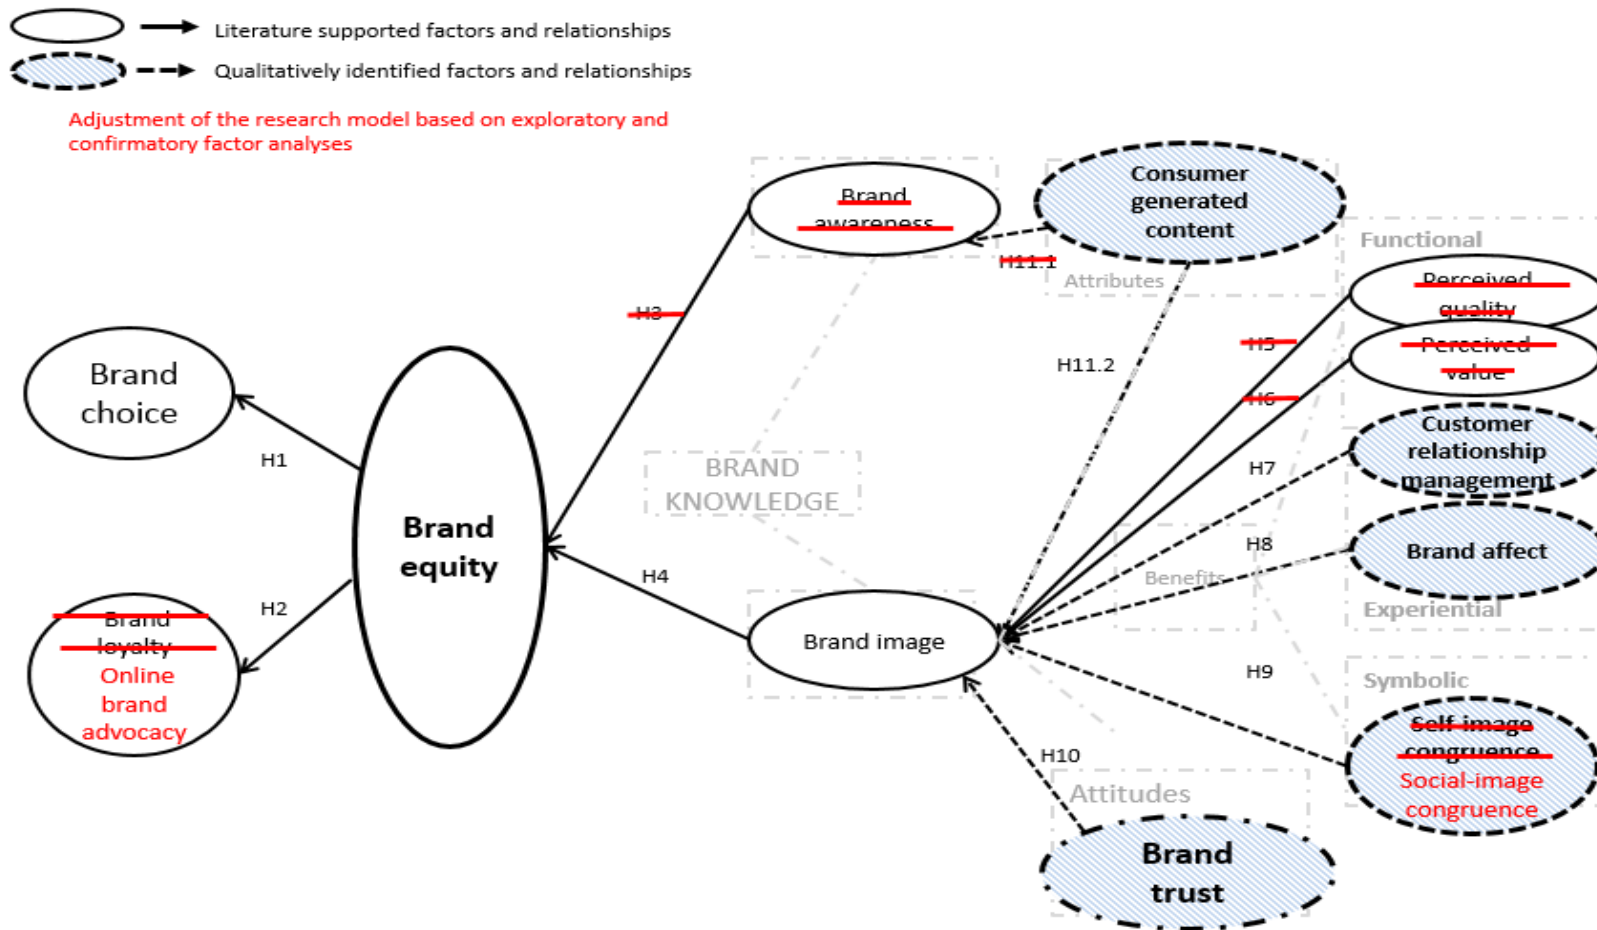 Literature supported factors and relationships
Qualitatively identified factors and relationships
Adjustment of the research model based on exploratory and
confirmatory factor analyses
Brand
awareness
Consumer
generated
content
H11.1
Attributes
Functional
Perceived
quality
Perceived
value
H3
H5
H11.2
H6
Brand
choice
H1
Customer
relationship
management
H7
BRAND
KNOWLEDGE
Brand
equity
H8
Brand affect
H4
Benefits
Experiential
H2
Brand
loyalty
Online
brand
advocacy
Brand image
H9
Symbolic
Self-image
congruence
Social-image
congruence
H10
Attitudes
Brand
trust